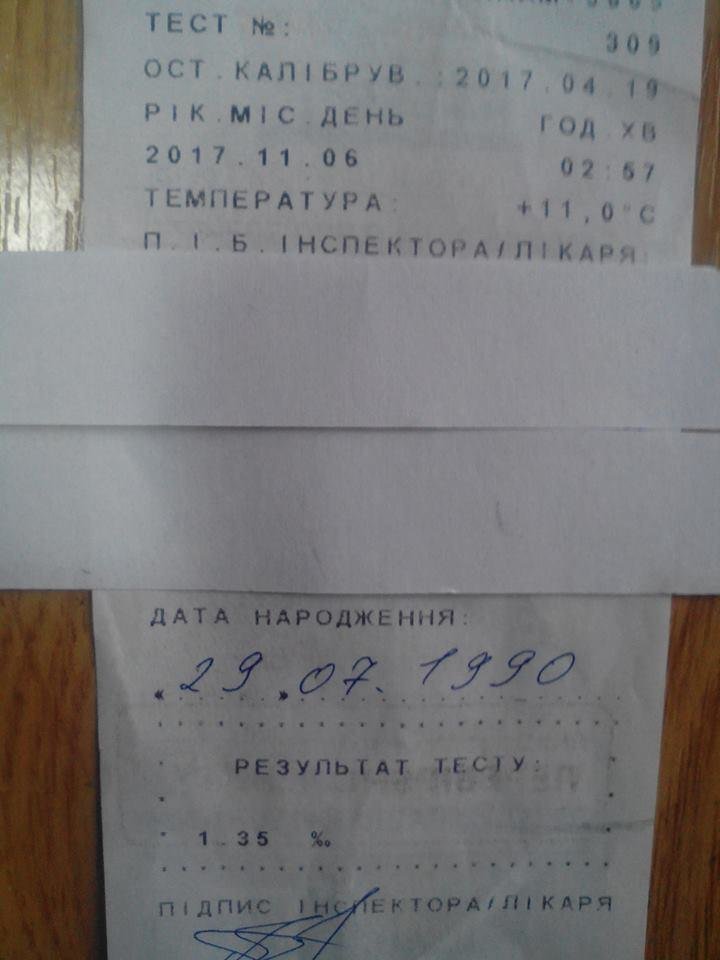 ТЕСТ №:
309
ОСТ.КАЛІБРУВ.:2017.04.19
РІК.МІС.ДЕНЬ ГОД.ХВ
2017.11.06 02:57
ТЕМПЕРАТУРА: +11,0°C
П.І.Б.ІНСПЕКТОРА/ЛІКАРЯ:
ДАТА НАРОДЖЕННЯ:
«29»07.1990
РЕЗУЛЬТАТ ТЕСТУ:
1.35 ‰
ПІДПИС ІНСПЕКТОРА/ЛІКАРЯ